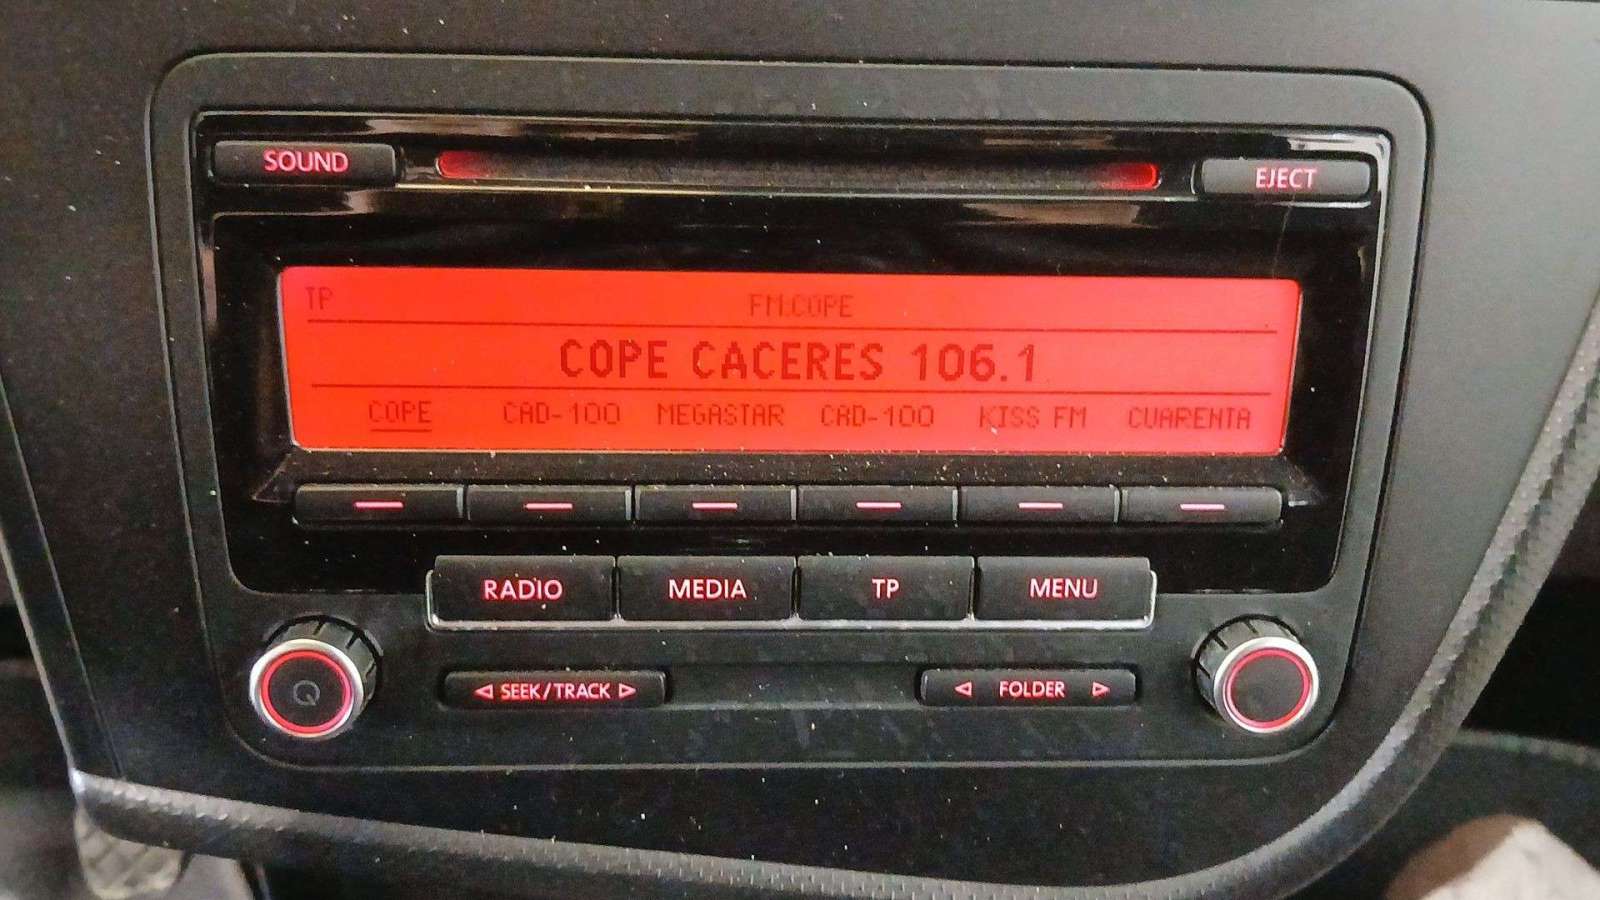 SOUND EJECT
TP FM:COPE
COPE CACERES 106.1
COPE CAD-100 MEGASTAR CAD-100 KISS FM CUARENTA
RADIO MEDIA TP MENU
SEEK/TRACK FOLDER